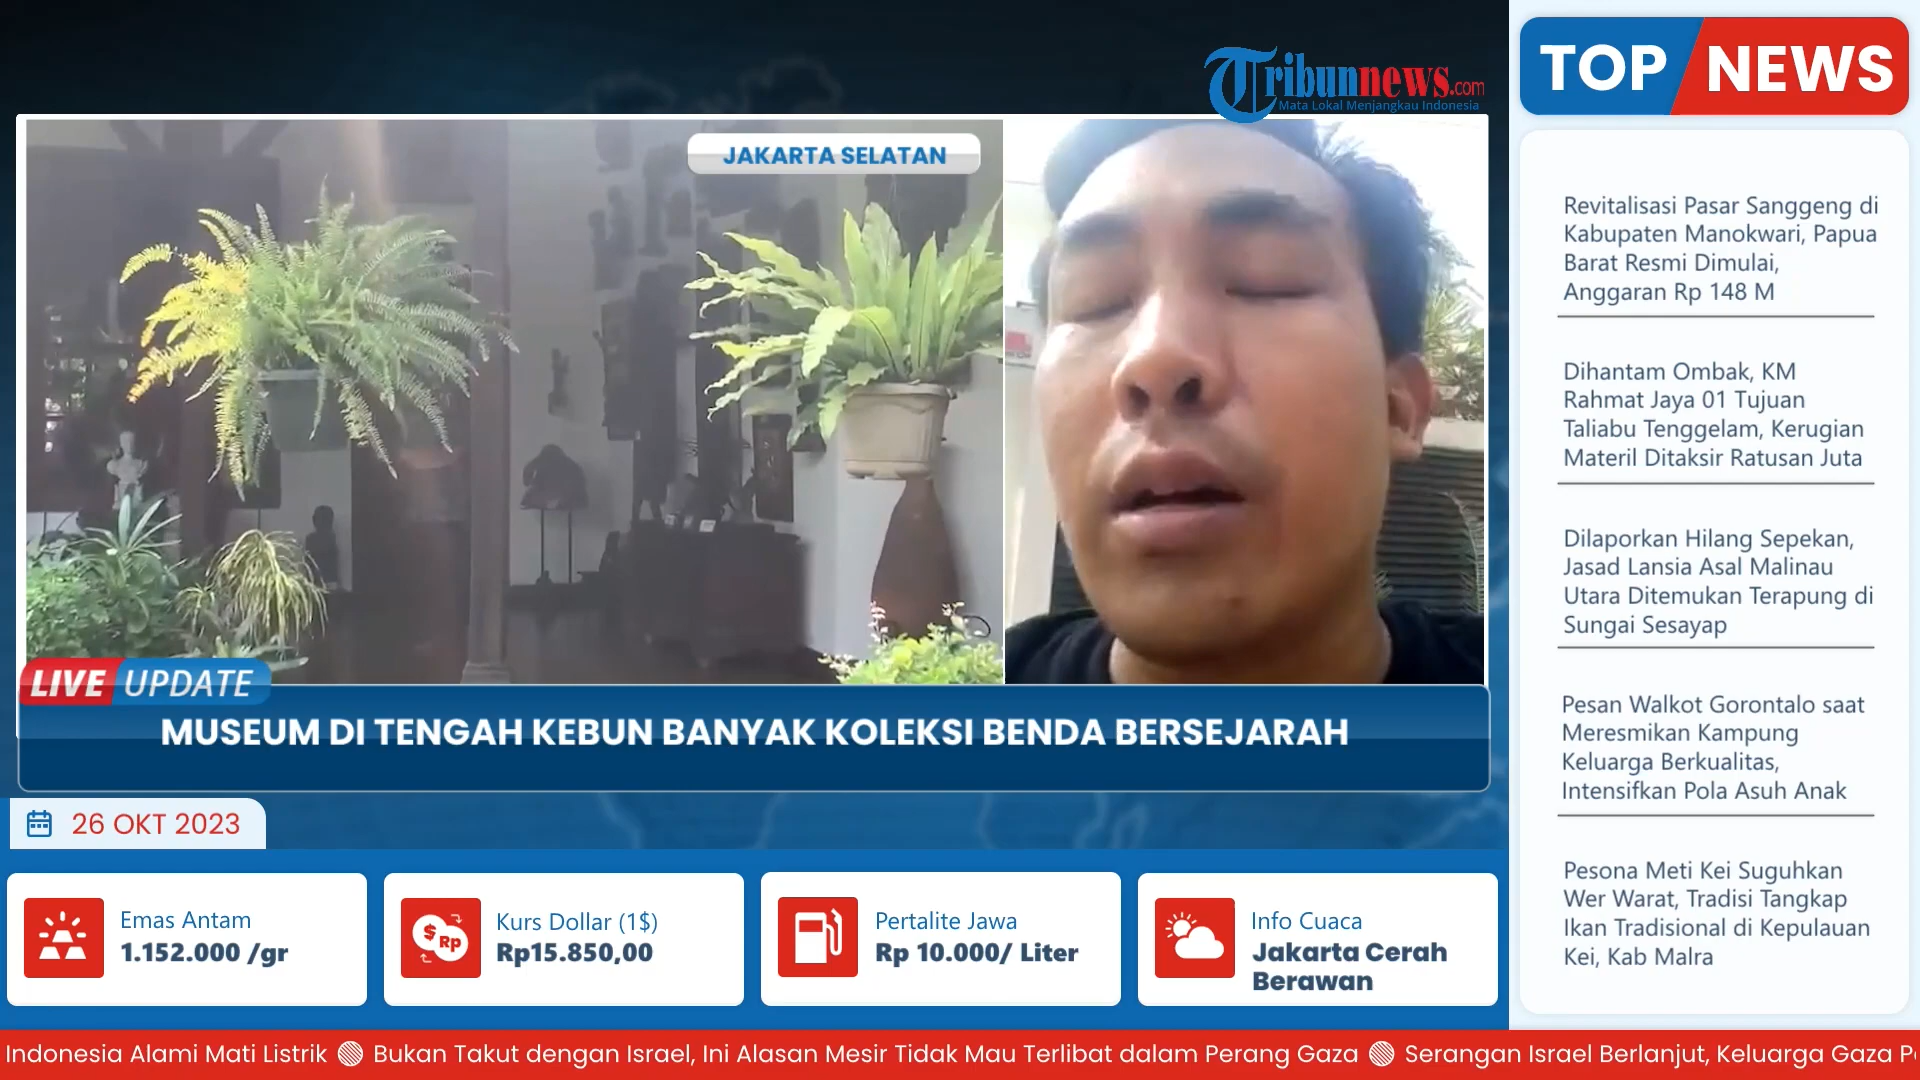 Tribunnews.com
Mata Lokal Menjangkau Indonesia
TOP NEWS
JAKARTA SELATAN
LIVE UPDATE
MUSEUM DI TENGAH KEBUN BANYAK KOLEKSI BENDA BERSEJARAH
26 OKT 2023
Emas Antam
1.152.000 /gr
Kurs Dollar (1$)
Rp15.850,00
Pertalite Jawa
Rp 10.000/ Liter
Info Cuaca
Jakarta Cerah
Berawan
Revitalisasi Pasar Sanggeng di
Kabupaten Manokwari, Papua
Barat Resmi Dimulai,
Anggaran Rp 148 M
Dihantam Ombak, KM
Rahmat Jaya 01 Tujuan
Taliabu Tenggelam, Kerugian
Materil Ditaksir Ratusan Juta
Dilaporkan Hilang Sepekan,
Jasad Lansia Asal Malinau
Utara Ditemukan Terapung di
Sungai Sesayap
Pesan Walkot Gorontalo saat
Meresmikan Kampung
Keluarga Berkualitas,
Intensifkan Pola Asuh Anak
Pesona Meti Kei Suguhkan
Wer Warat, Tradisi Tangkap
Ikan Tradisional di Kepulauan
Kei, Kab Malra
Indonesia Alami Mati Listrik Bukan Takut dengan Israel, Ini Alasan Mesir Tidak Mau Terlibat dalam Perang Gaza Serangan Israel Berlanjut, Keluarga Gaza